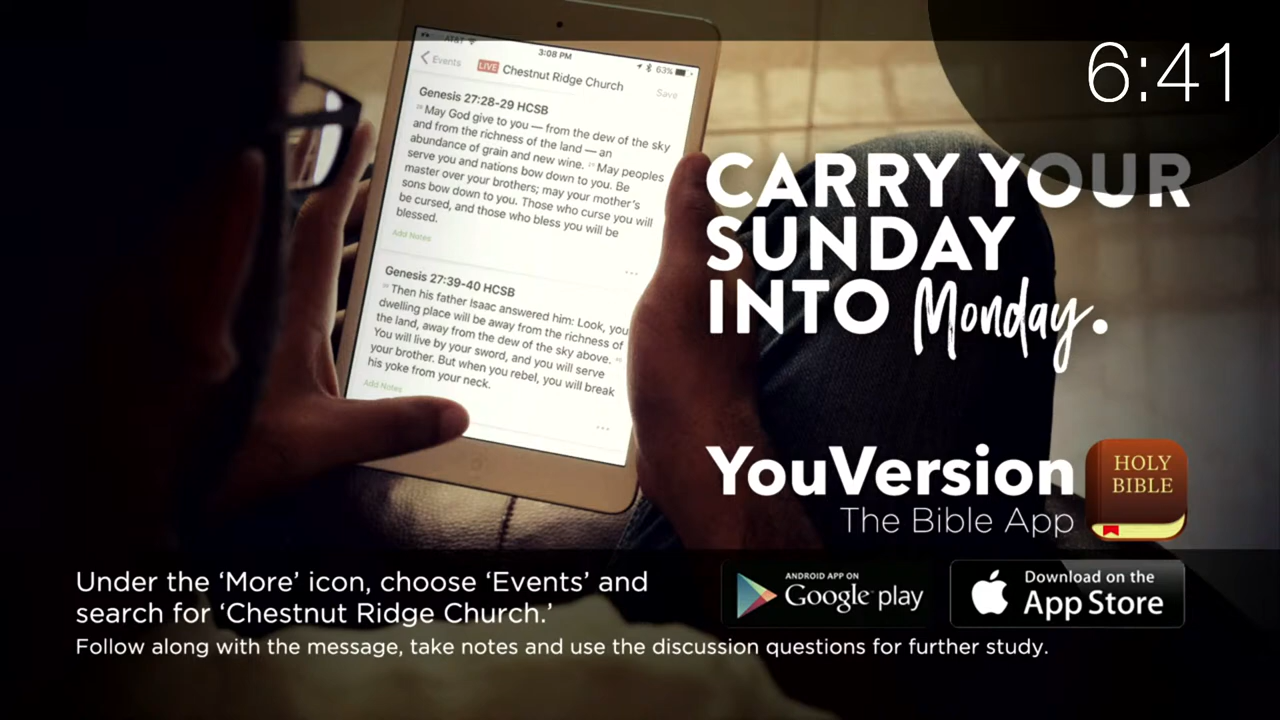 6:41
AT&T
3:08 PM
63%
Events
LIVE Chestnut Ridge Church
Save
Genesis 27:28-29 HCSB
28 May God give to you — from the dew of the sky
and from the richness of the land — an
abundance of grain and new wine. 29 May peoples
serve you and nations bow down to you. Be
master over your brothers; may your mother's
sons bow down to you. Those who curse you will
be cursed, and those who bless you will be
blessed.
Add Notes
Genesis 27:39-40 HCSB
39 Then his father Isaac answered him: Look, you
dwelling place will be away from the richness of
the land, away from the dew of the sky above. 40
You will live by your sword, and you will serve
your brother. But when you rebel, you will break
his yoke from your neck.
Add Notes
CARRY YOUR
SUNDAY
INTO Monday.
YouVersion
The Bible App
HOLY
BIBLE
Under the ‘More’ icon, choose ‘Events’ and
search for ‘Chestnut Ridge Church.’
Follow along with the message, take notes and use the discussion questions for further study.
ANDROID APP ON
Google play
Download on the
App Store